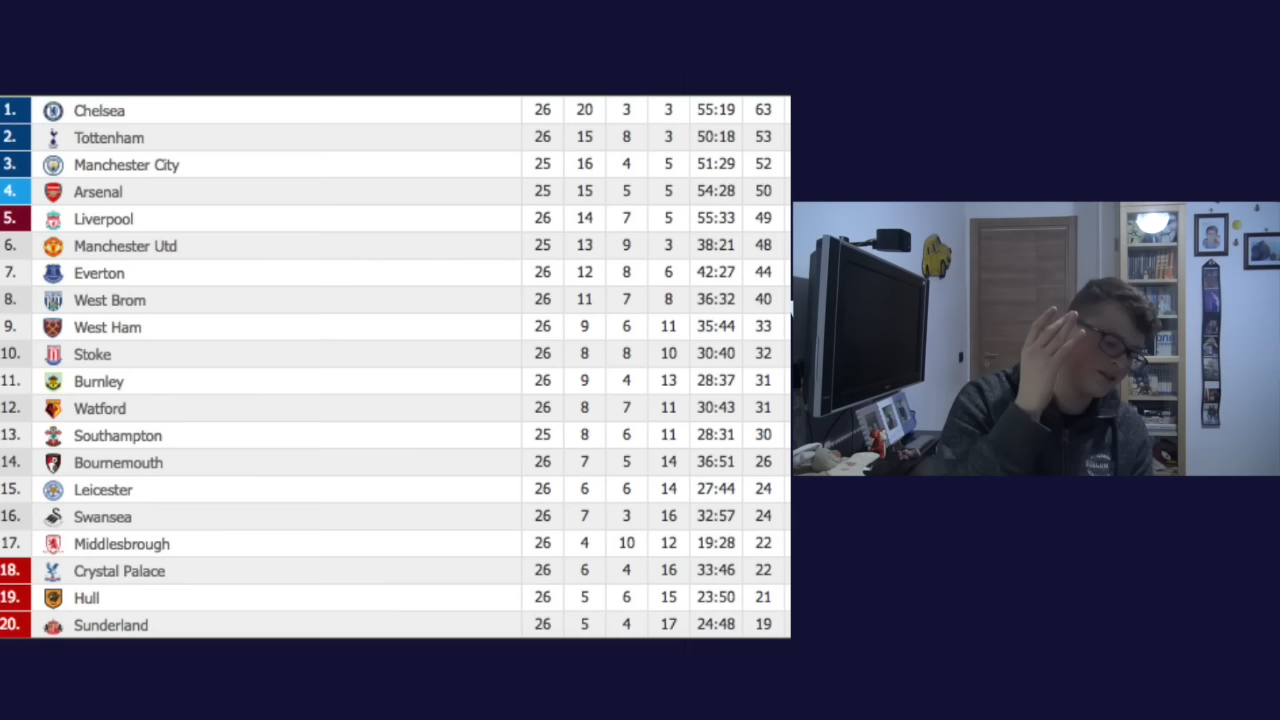 1. Chelsea 26 20 3 3 55:19 63
2. Tottenham 26 15 8 3 50:18 53
3. Manchester City 25 16 4 5 51:29 52
4. Arsenal 25 15 5 5 54:28 50
5. Liverpool 26 14 7 5 55:33 49
6. Manchester Utd 25 13 9 3 38:21 48
7. Everton 26 12 8 6 42:27 44
8. West Brom 26 11 7 8 36:32 40
9. West Ham 26 9 6 11 35:44 33
10. Stoke 26 8 8 10 30:40 32
11. Burnley 26 9 4 13 28:37 31
12. Watford 26 8 7 11 30:43 31
13. Southampton 25 8 6 11 28:31 30
14. Bournemouth 26 7 5 14 36:51 26
15. Leicester 26 6 6 14 27:44 24
16. Swansea 26 7 3 16 32:57 24
17. Middlesbrough 26 4 10 12 19:28 22
18. Crystal Palace 26 6 4 16 33:46 22
19. Hull 26 5 6 15 23:50 21
20. Sunderland 26 5 4 17 24:48 19